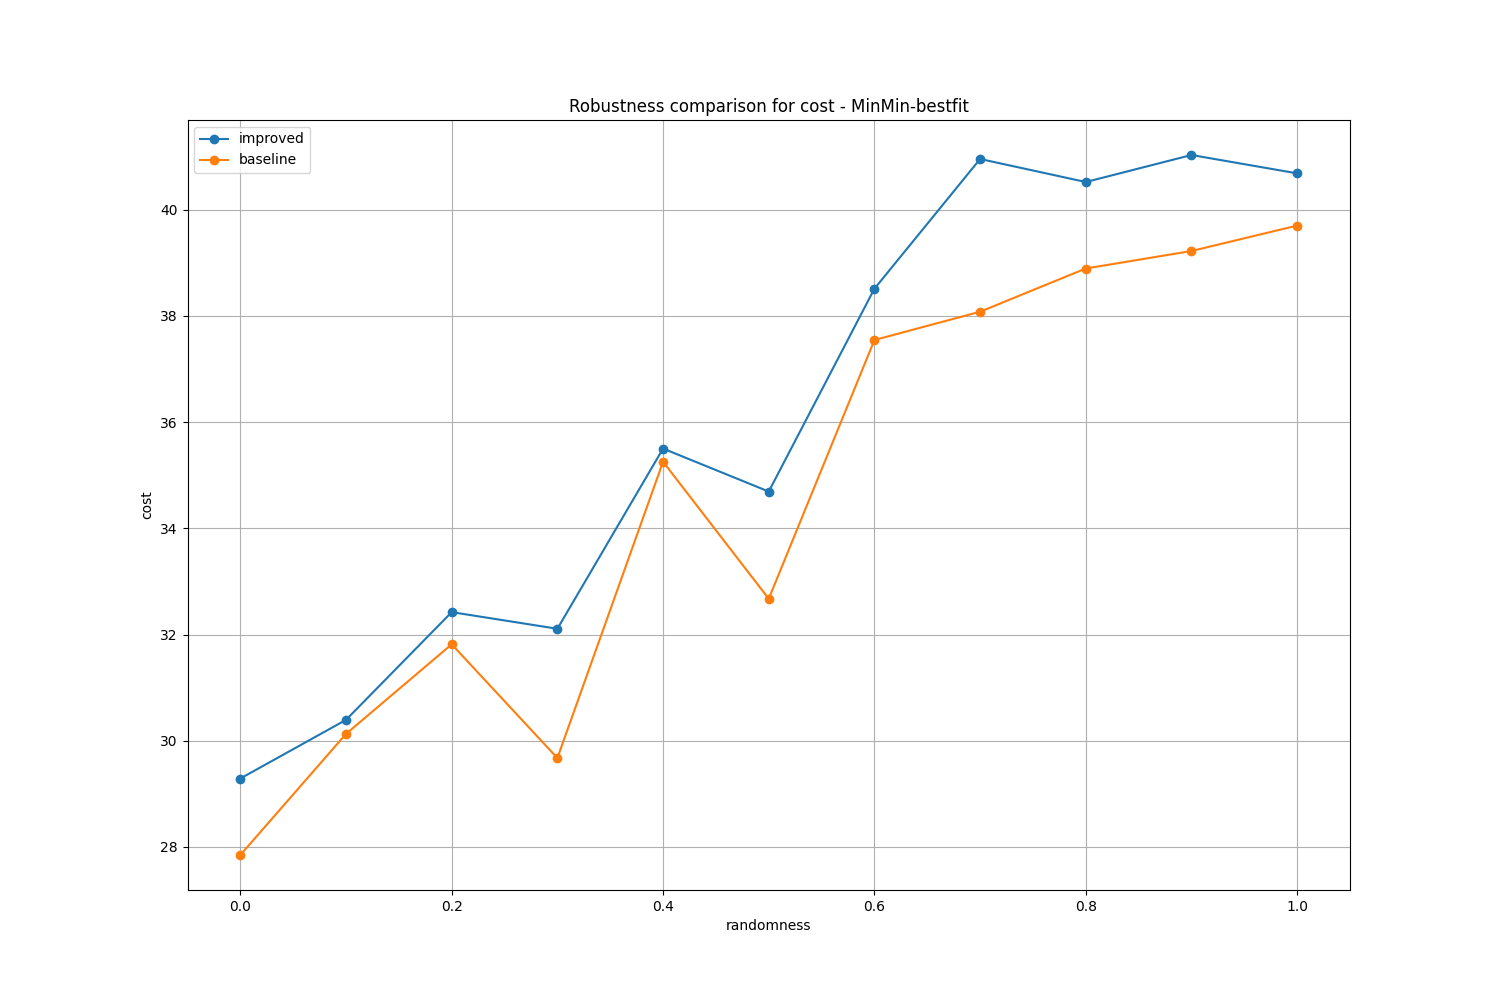 Robustness comparison for cost - MinMin-bestfit
improved
baseline
40
38
36
34
32
30
28
cost
0.0 0.2 0.4 0.6 0.8 1.0
randomness